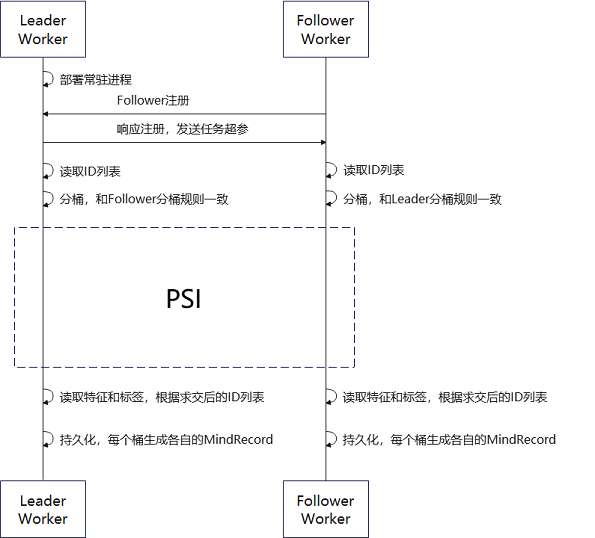 Leader
Worker
Follower
Worker
部署常驻进程
Follower注册
响应注册，发送任务超参
读取ID列表
读取ID列表
分桶，和Follower分桶规则一致
分桶，和Leader分桶规则一致
PSI
读取特征和标签，根据求交后的ID列表
读取特征和标签，根据求交后的ID列表
持久化，每个桶生成各自的MindRecord
持久化，每个桶生成各自的MindRecord
Leader
Worker
Follower
Worker